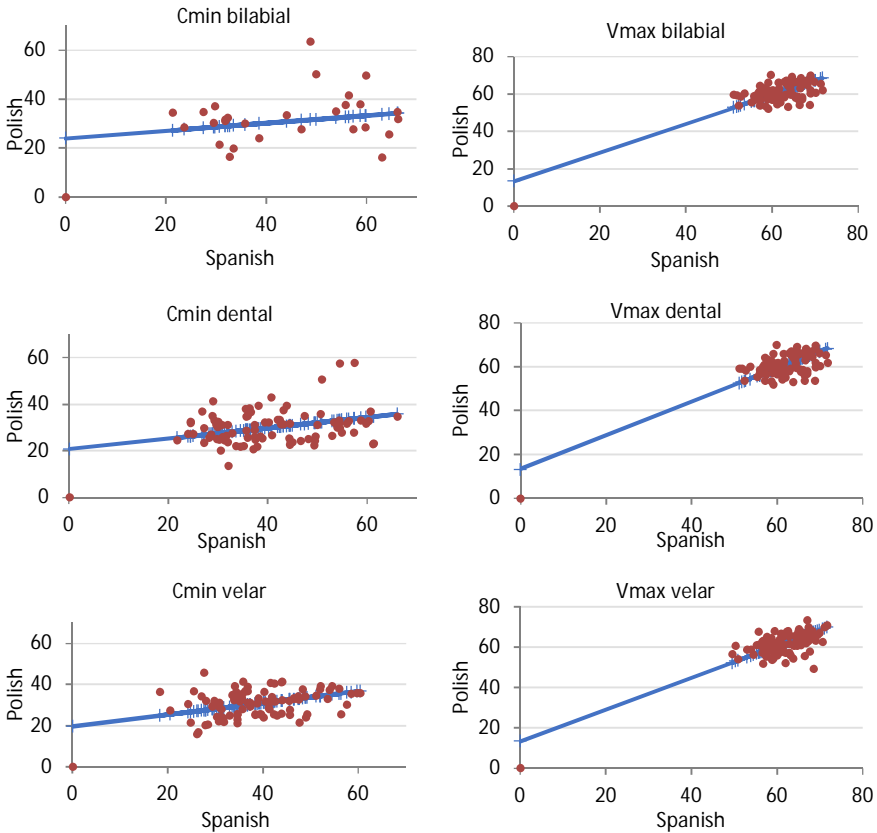 Cmin bilabial
60
40
20
0
Polish
0 20 40 60
Spanish
Vmax bilabial
80
60
40
20
0
Polish
0 20 40 60 80
Spanish
Cmin dental
60
40
20
0
Polish
0 20 40 60
Spanish
Vmax dental
80
60
40
20
0
Polish
0 20 40 60 80
Spanish
Cmin velar
60
40
20
0
Polish
0 20 40 60
Spanish
Vmax velar
80
60
40
20
0
Polish
0 20 40 60 80
Spanish